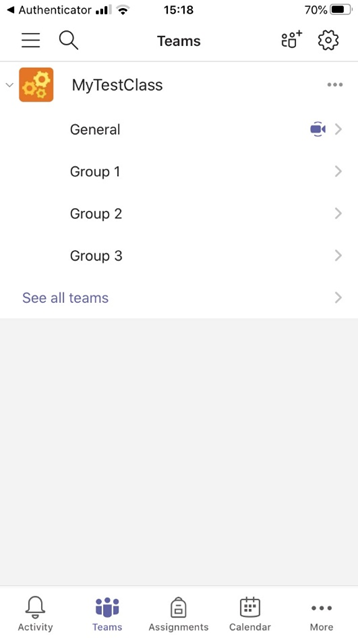 ◀ Authenticator 15:18 70%
Teams
MyTestClass
General
Group 1
Group 2
Group 3
See all teams
Activity Teams Assignments Calendar More